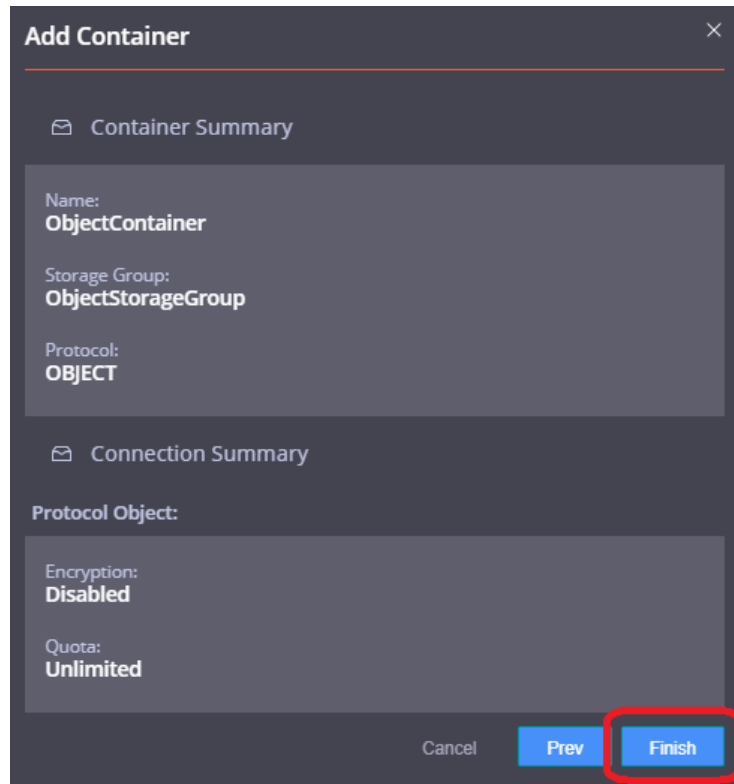 Add Container
Container Summary
Name:
ObjectContainer
Storage Group:
ObjectStorageGroup
Protocol:
OBJECT
Connection Summary
Protocol Object:
Encryption:
Disabled
Quota:
Unlimited
Cancel Prev Finish